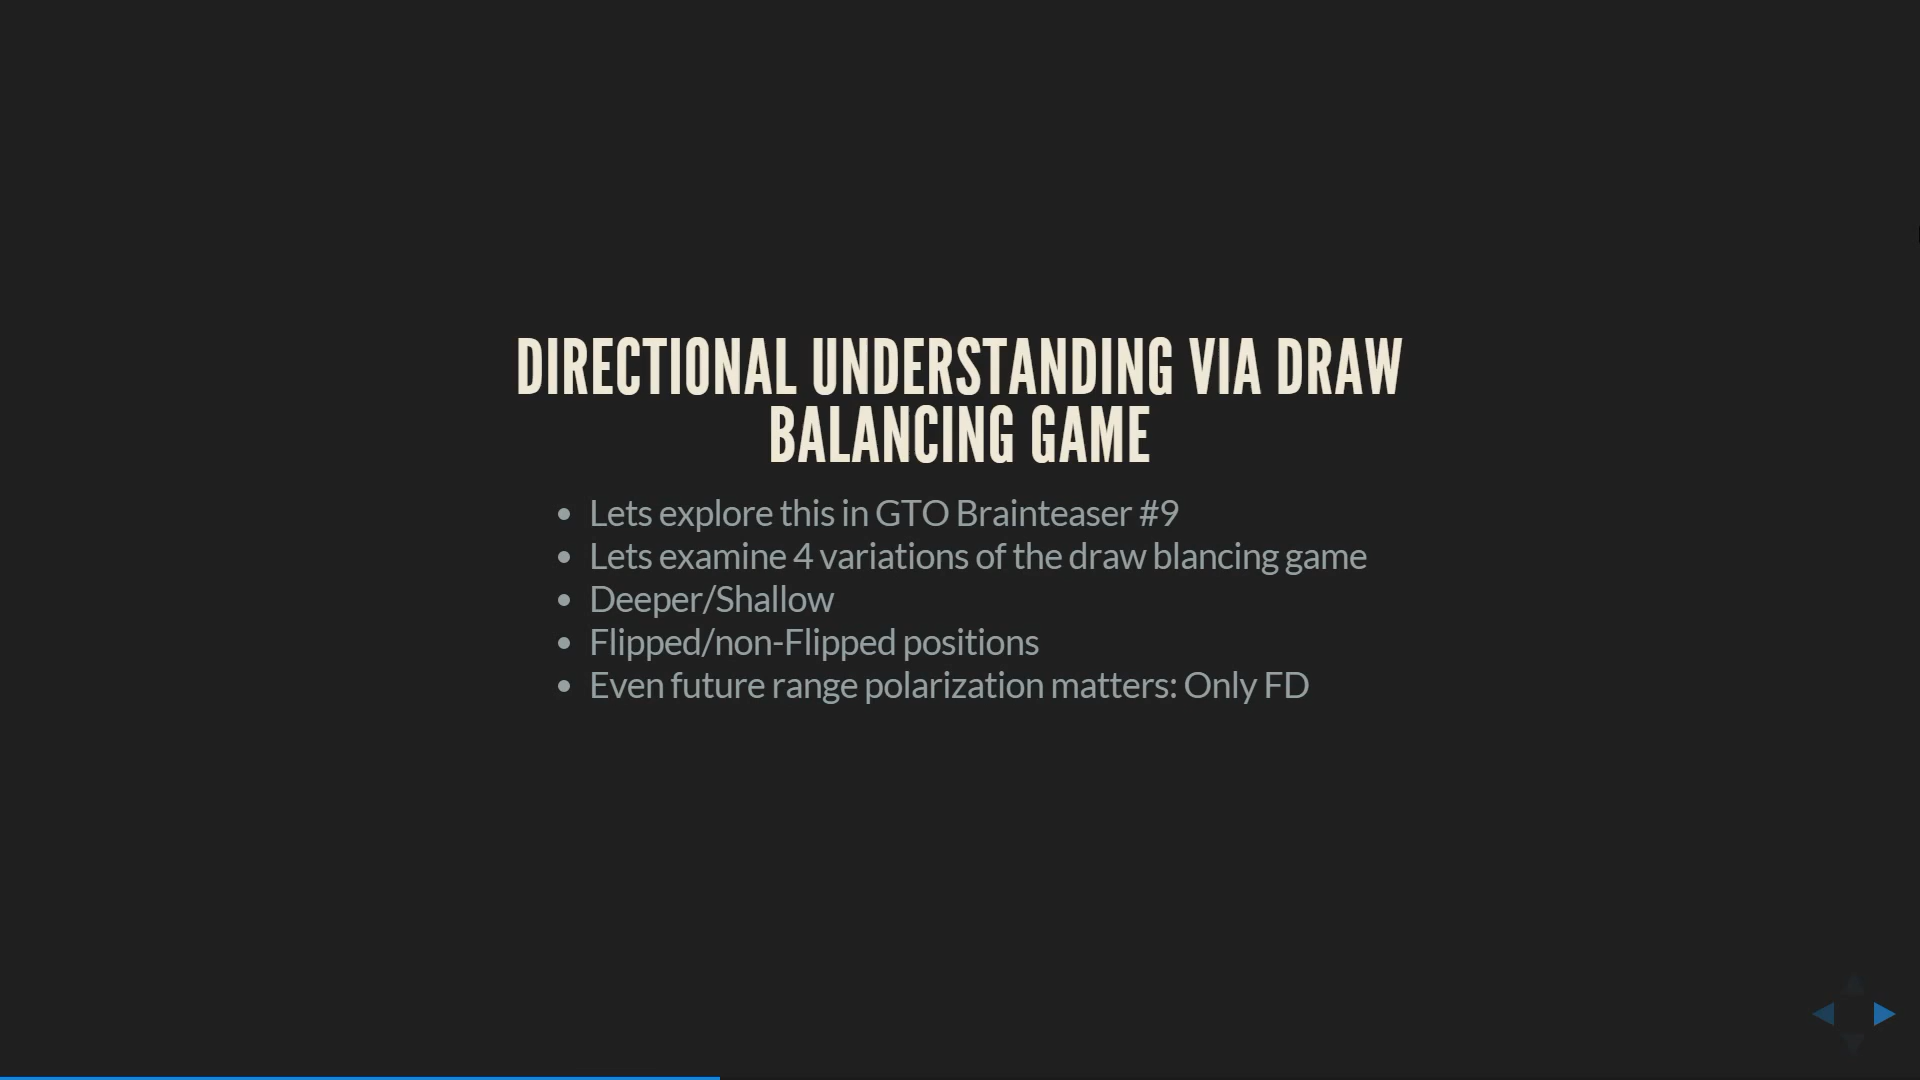 DIRECTIONAL UNDERSTANDING VIA DRAW
BALANCING GAME
Lets explore this in GTO Brainteaser #9
Lets examine 4 variations of the draw blancing game
Deeper/Shallow
Flipped/non-Flipped positions
Even future range polarization matters: Only FD